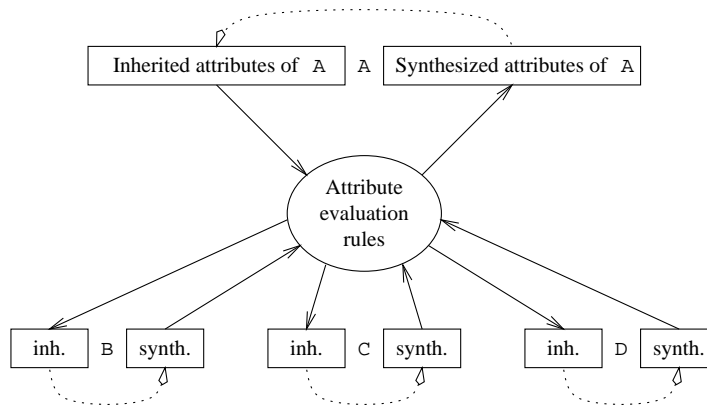 Inherited attributes of A A Synthesized attributes of A
Attribute
evaluation
rules
inh. B synth. inh. C synth. inh. D synth.